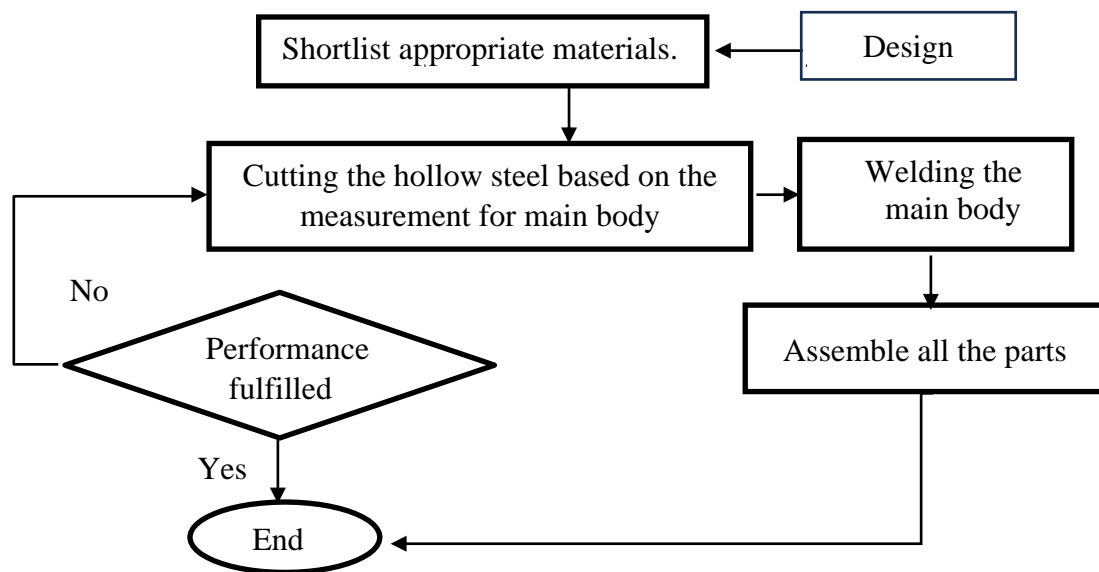 Shortlist appropriate materials.
Design
Cutting the hollow steel based on the
measurement for main body
Welding the
main body
No
Performance
fulfilled
Assemble all the parts
Yes
End